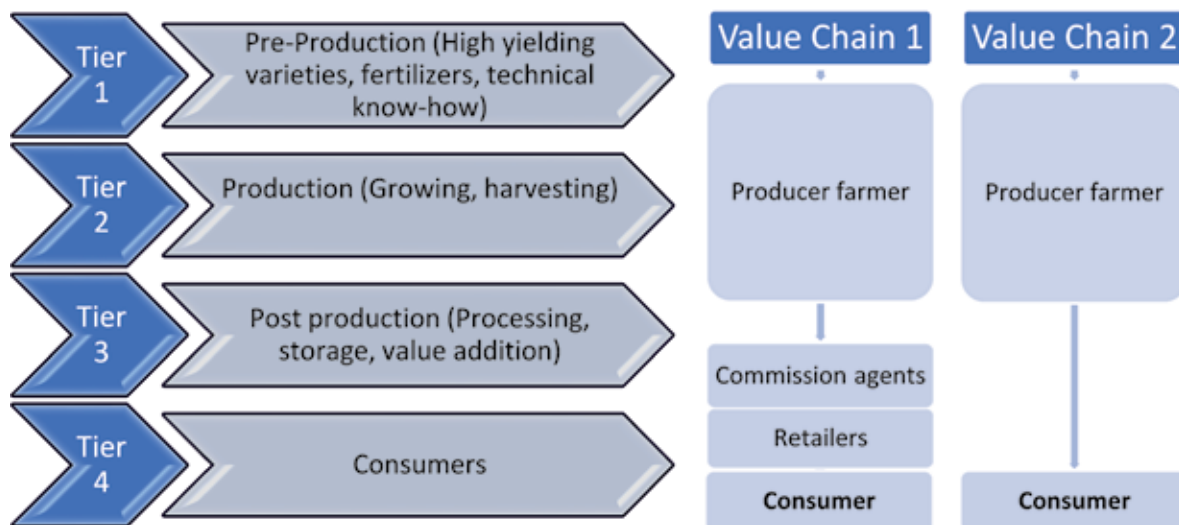 Tier
1
Pre-Production (High yielding
varieties, fertilizers, technical
know-how)
Tier
2
Production (Growing, harvesting)
Tier
3
Post production (Processing,
storage, value addition)
Tier
4
Consumers
Value Chain 1
Producer farmer
Commission agents
Retailers
Consumer
Value Chain 2
Producer farmer
Consumer